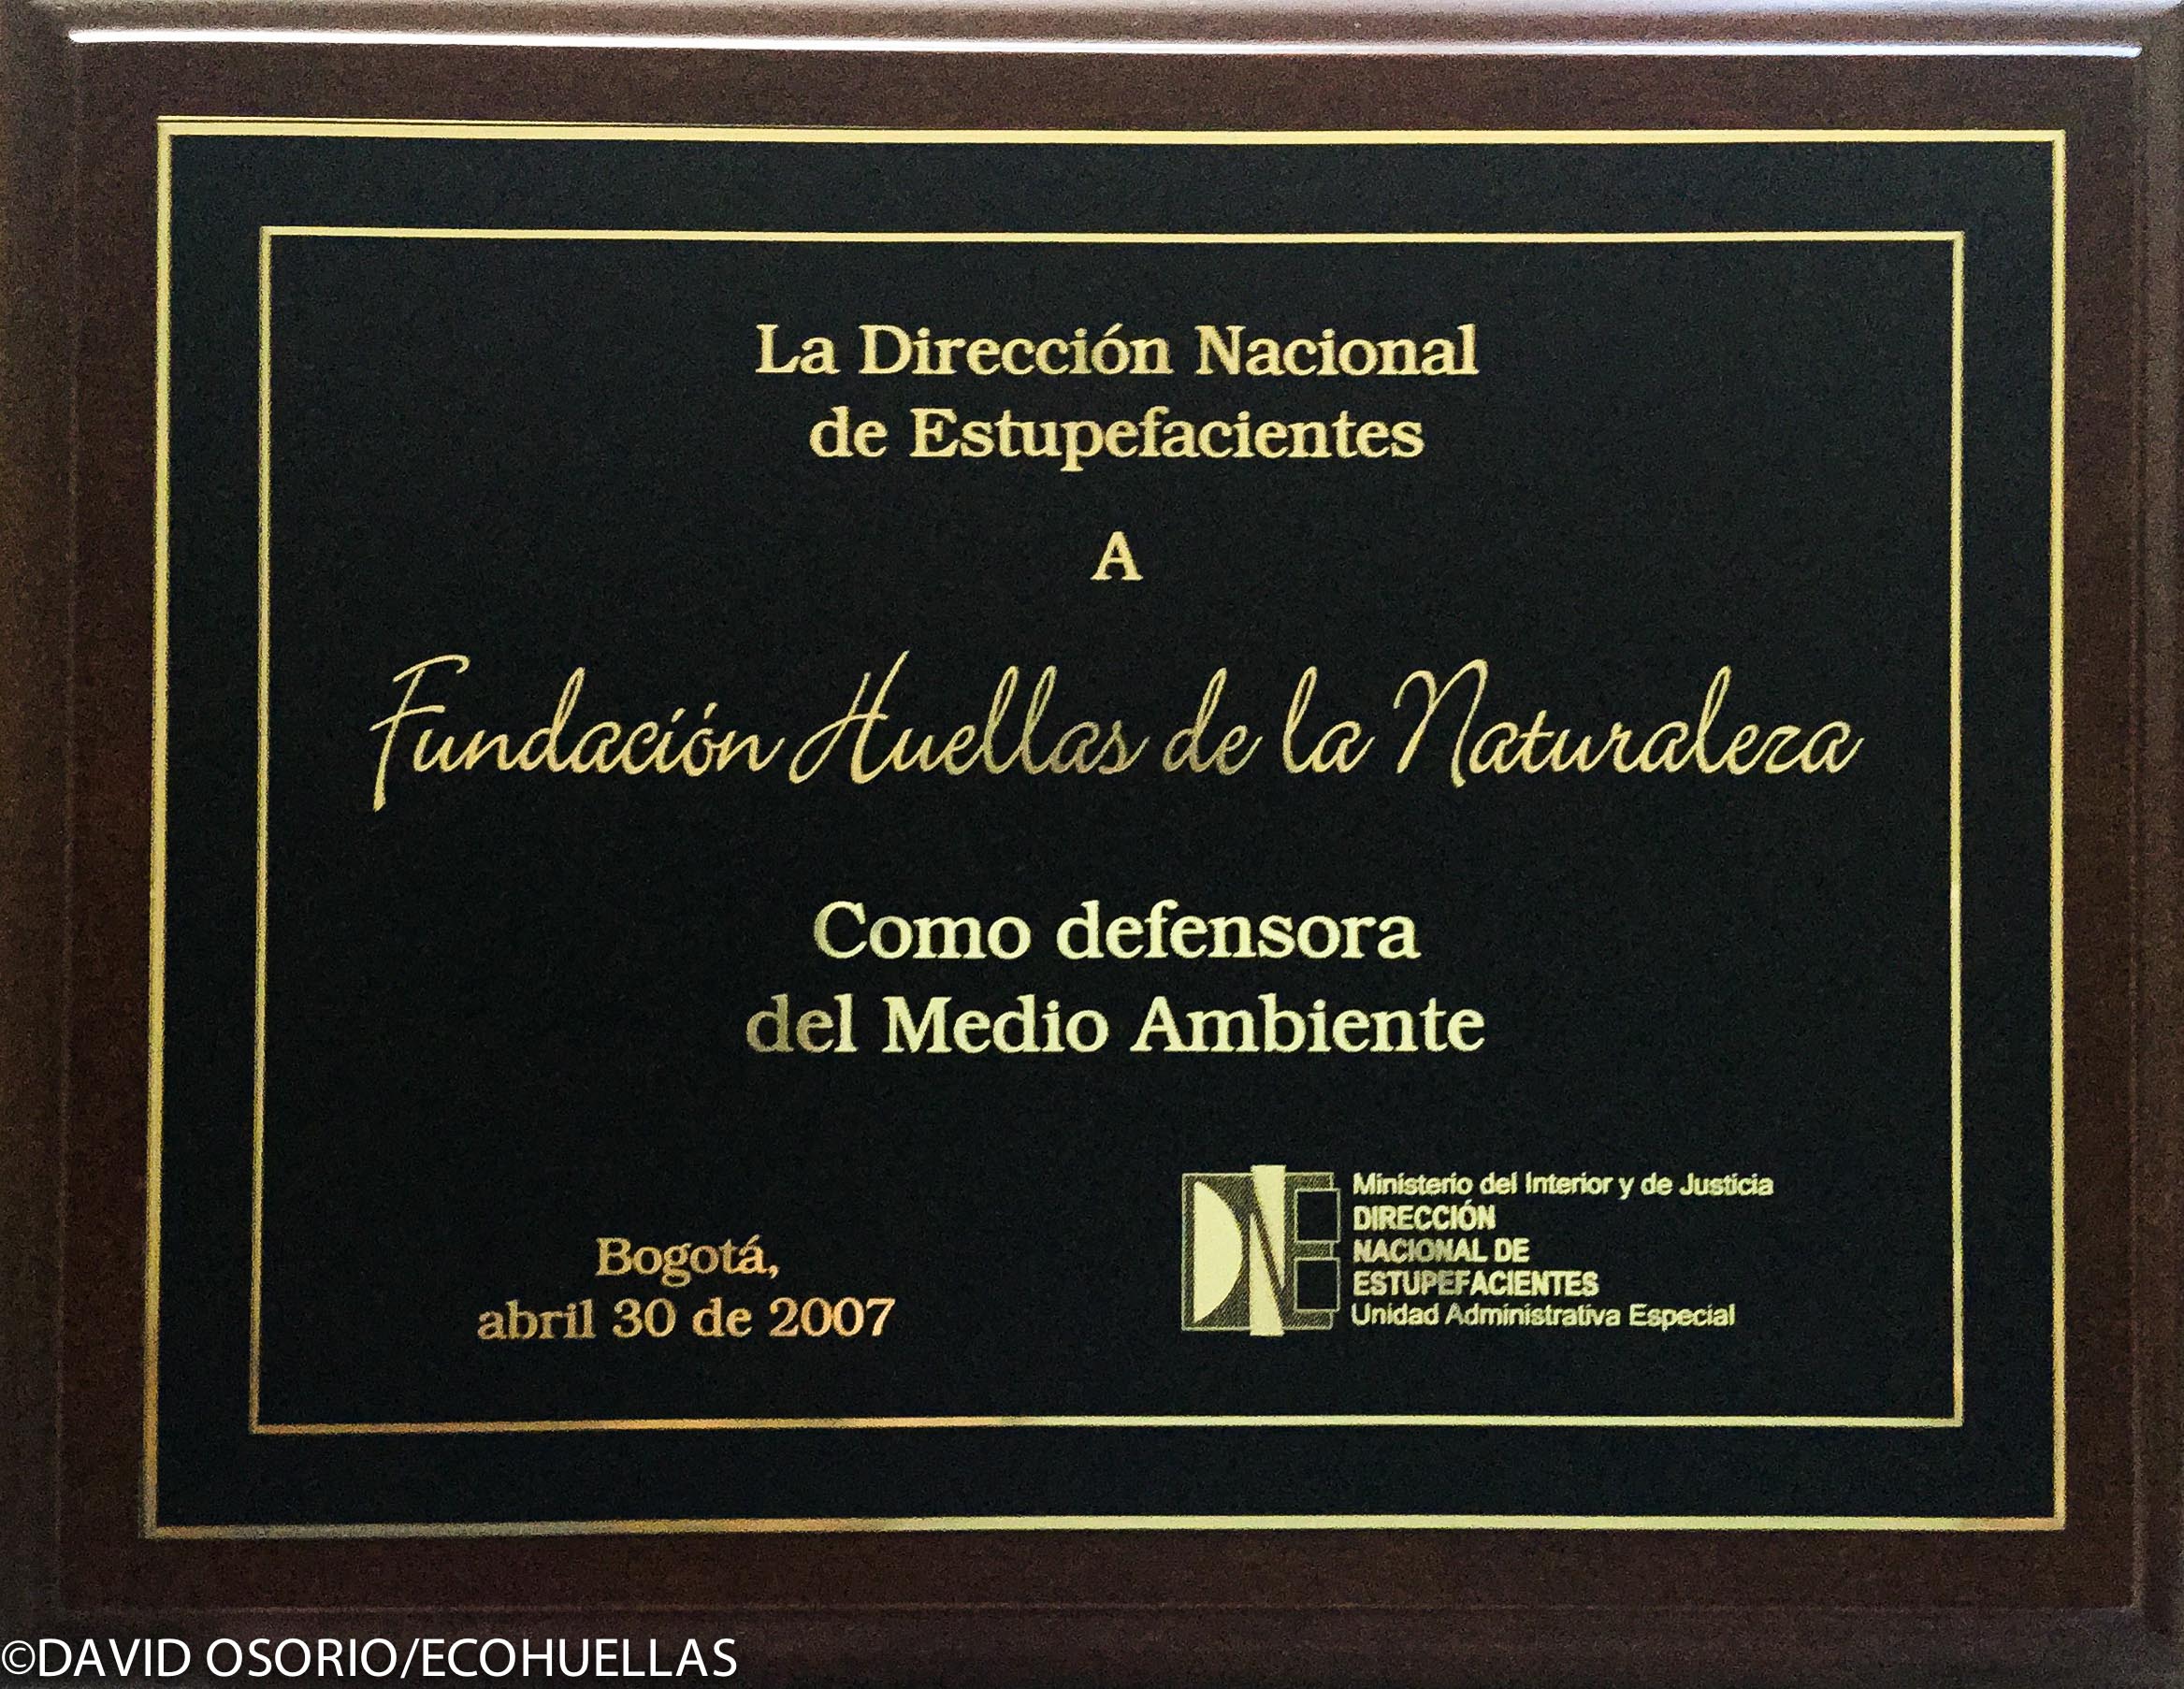 La Dirección Nacional
de Estupefacientes
A
Fundación Huellas de la Naturaleza
Como defensora
del Medio Ambiente
Bogotá,
abril 30 de 2007
DNE
Ministerio del Interior y de Justicia
DIRECCIÓN
NACIONAL DE
ESTUPEFACIENTES
Unidad Administrativa Especial
©DAVID OSORIO/ECOHUELLAS